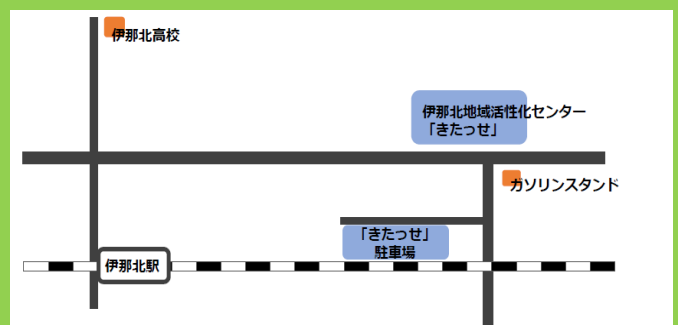 伊那北高校
伊那北地域活性化センター
「きたっせ」
ガソリンスタンド
「きたっせ」
駐車場
伊那北駅